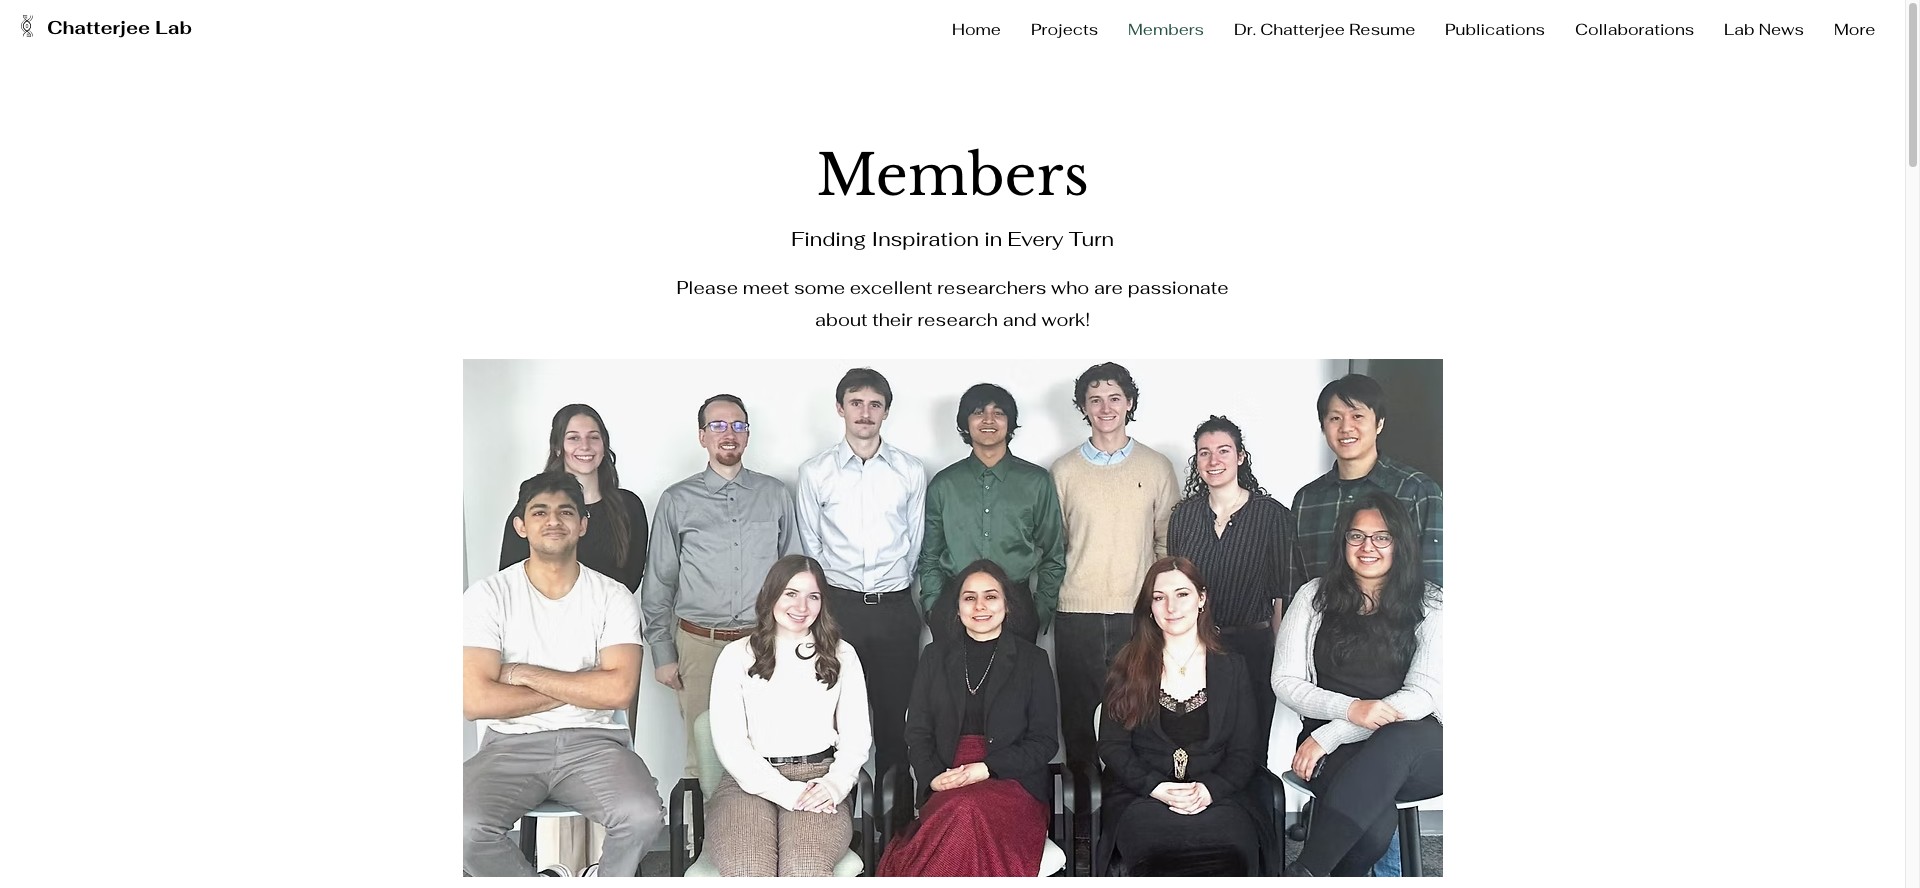 Chatterjee Lab
Home Projects Members Dr. Chatterjee Resume Publications Collaborations Lab News More
Members
Finding Inspiration in Every Turn
Please meet some excellent researchers who are passionate
about their research and work!